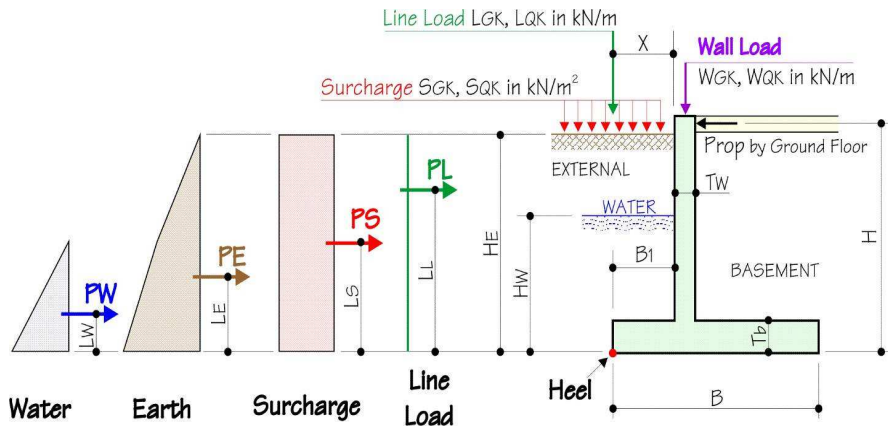 Line Load LGK, LQK in kN/m
X
Wall Load
WGK, WQK in kN/m
Surcharge SGK, SQK in kN/m²
Prop by Ground Floor
EXTERNAL
TW
WATER
PL
PS
PE
PW
HE
HW
H
B1
BASEMENT
LW
LE
LS
LL
Tb
Heel
B
Water
Earth
Surcharge
Line
Load